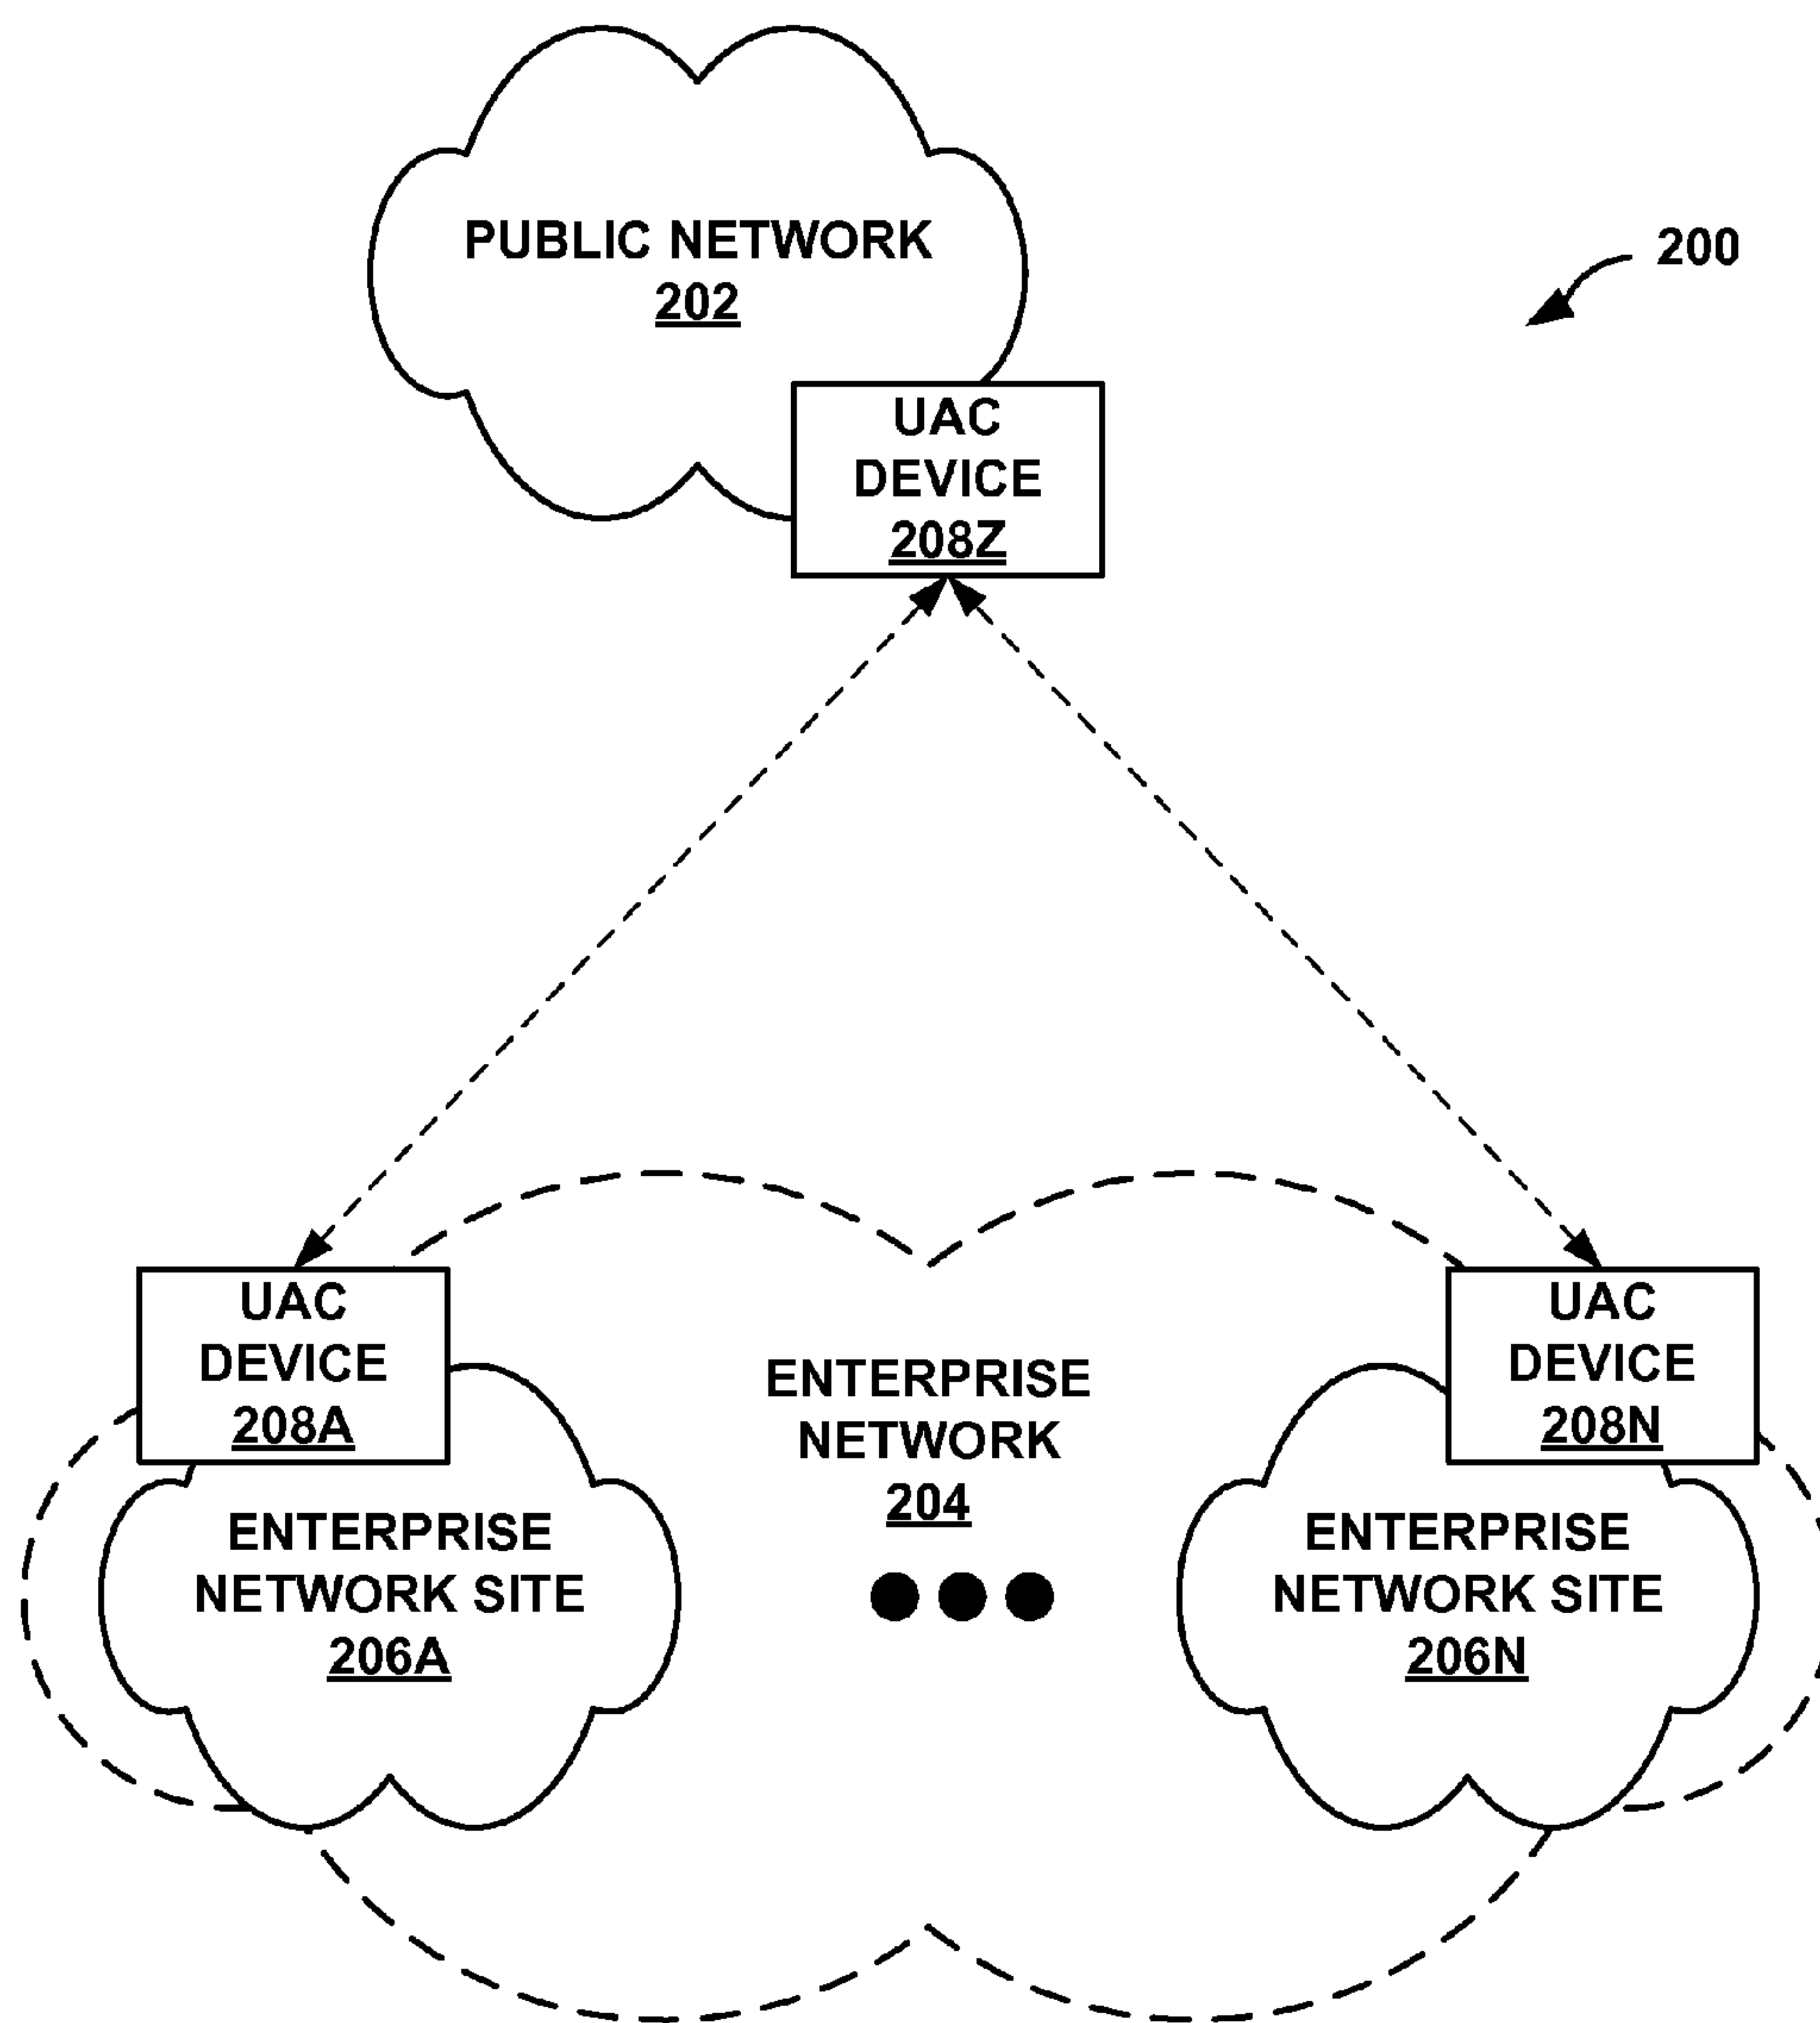 PUBLIC NETWORK
202
200
UAC
DEVICE
208Z
UAC
DEVICE
208A
UAC
DEVICE
208N
ENTERPRISE
NETWORK
204
ENTERPRISE
NETWORK SITE
206A
ENTERPRISE
NETWORK SITE
206N